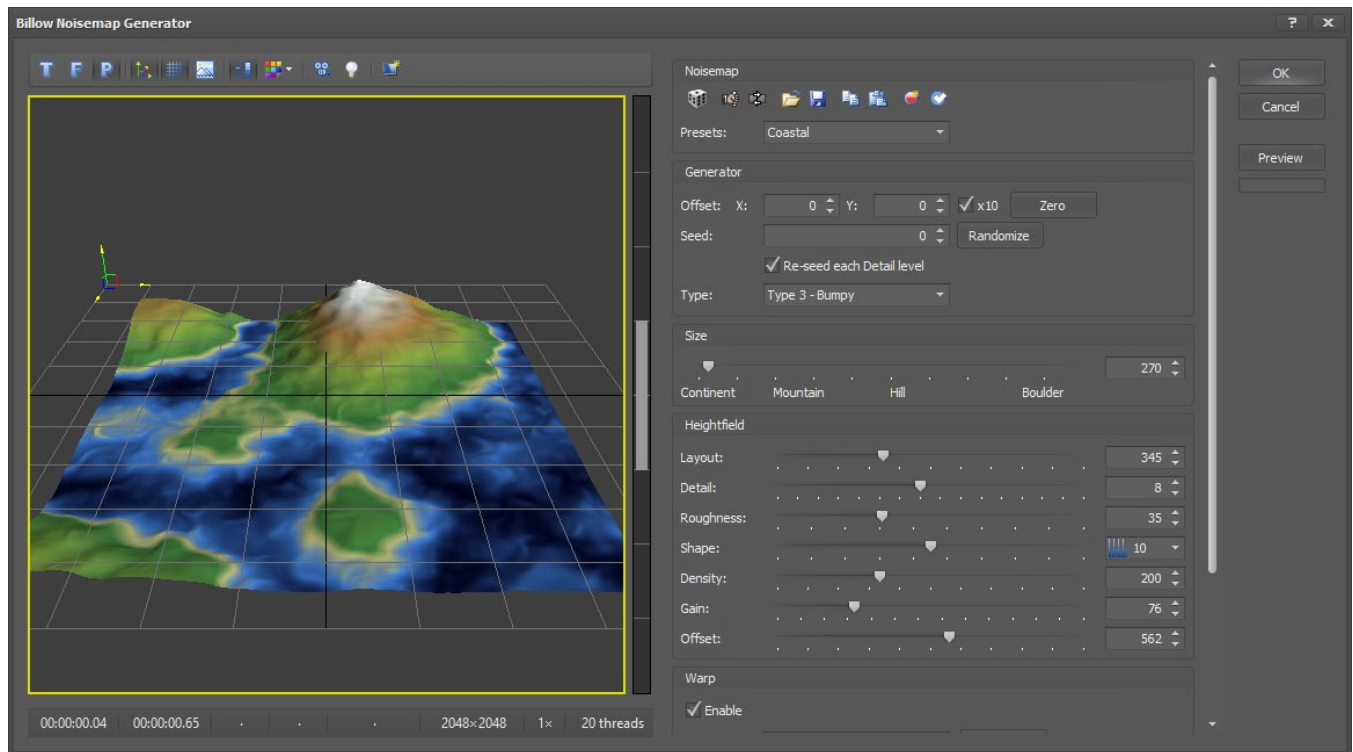 Billow Noisemap Generator
? x
T F P
Noisemap
OK
Cancel
Presets: Coastal
Preview
Generator
Offset: X: 0 Y: 0 x10 Zero
Seed: 0 Randomize
Re-seed each Detail level
Type: Type 3 - Bumpy
Size
270
Continent Mountain Hill Boulder
Heightfield
Layout: 345
Detail: 8
Roughness: 35
Shape: 10
Density: 200
Gain: 76
Offset: 562
Warp
Enable
00:00:00.04 00:00:00.65 · · · 2048×2048 1× 20 threads